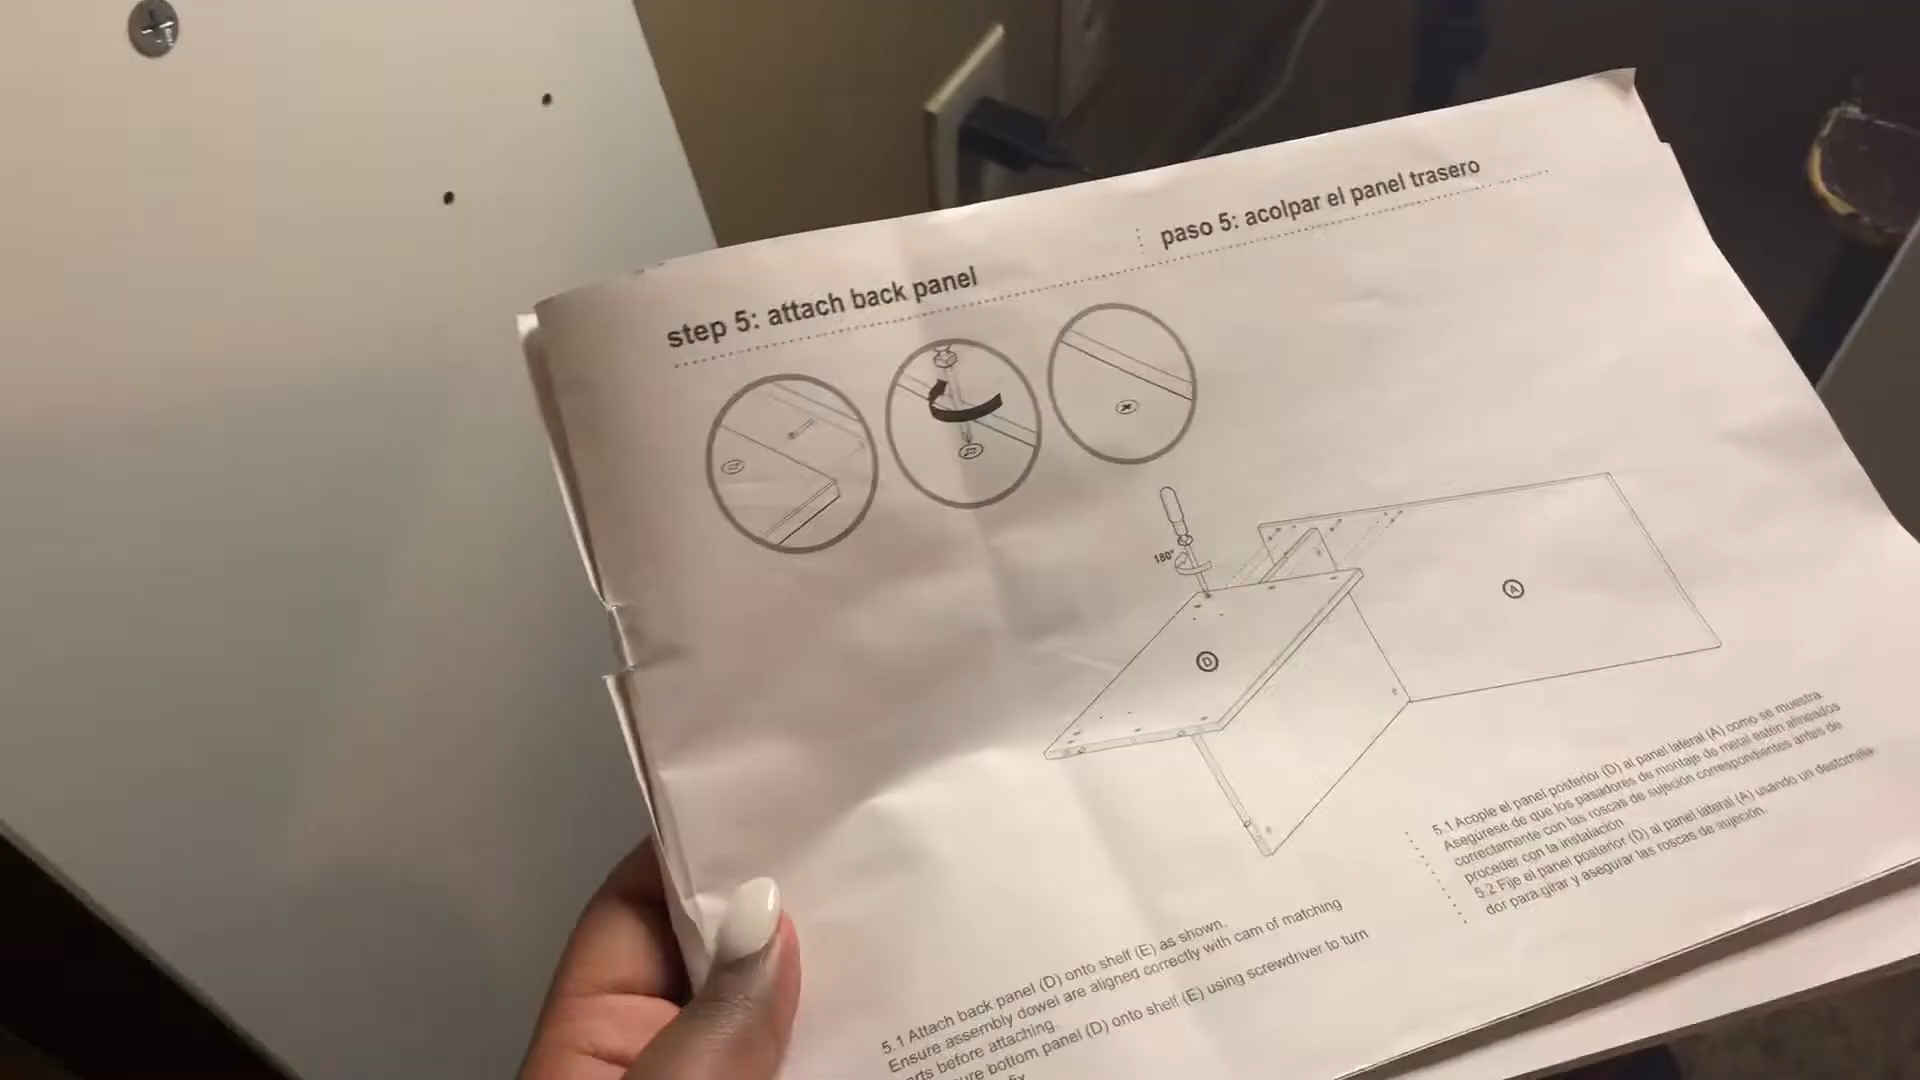 step 5: attach back panel
paso 5: acolpar el panel trasero
180°
A
D
5.1 Attach back panel (D) onto shelf (E) as shown.
Ensure assembly dowel are aligned correctly with cam of matching
before attaching.
bottom panel (D) onto shelf (E) using screwdriver to turn
5.1 Acople el panel posterior (D) al panel lateral (A) como se muestra.
Asegúrese de que los pasadores de montaje de metal estén alineados
correctamente con las roscas de sujeción correspondientes antes de
proceder con la instalación.
5.2 Fije el panel posterior (D) al panel lateral (A) usando un destornilla-
dor para girar y asegurar las roscas de sujeción.